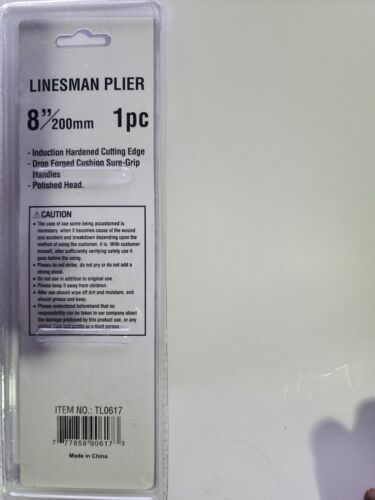 LINESMAN PLIER
8"/200mm 1pc
- Induction Hardened Cutting Edge
- Drop Forged Cushion Sure-Grip
Handles
- Polished Head.
⚠CAUTION
● The case of use some being accustomed is
necessary, when it becomes cause of the wound
and accident and breakdown depending upon the
method of using the customer, it is. With customer
himself, after sufficiently verifying safety use it
goes before the using.
● Please do not strike, do not pry or do not add a
strong shock.
● Do not use in addition to original use.
● Please keep it away from children.
● After use should wipe off dirt and moisture, and
should grease and keep.
● Please understand beforehand that no
responsibility can be taken in our company about
the damage produced by this product use, or any
losses from lost profits or a third person.
ITEM NO.: TL0617
7 77858 90617 3
Made in China